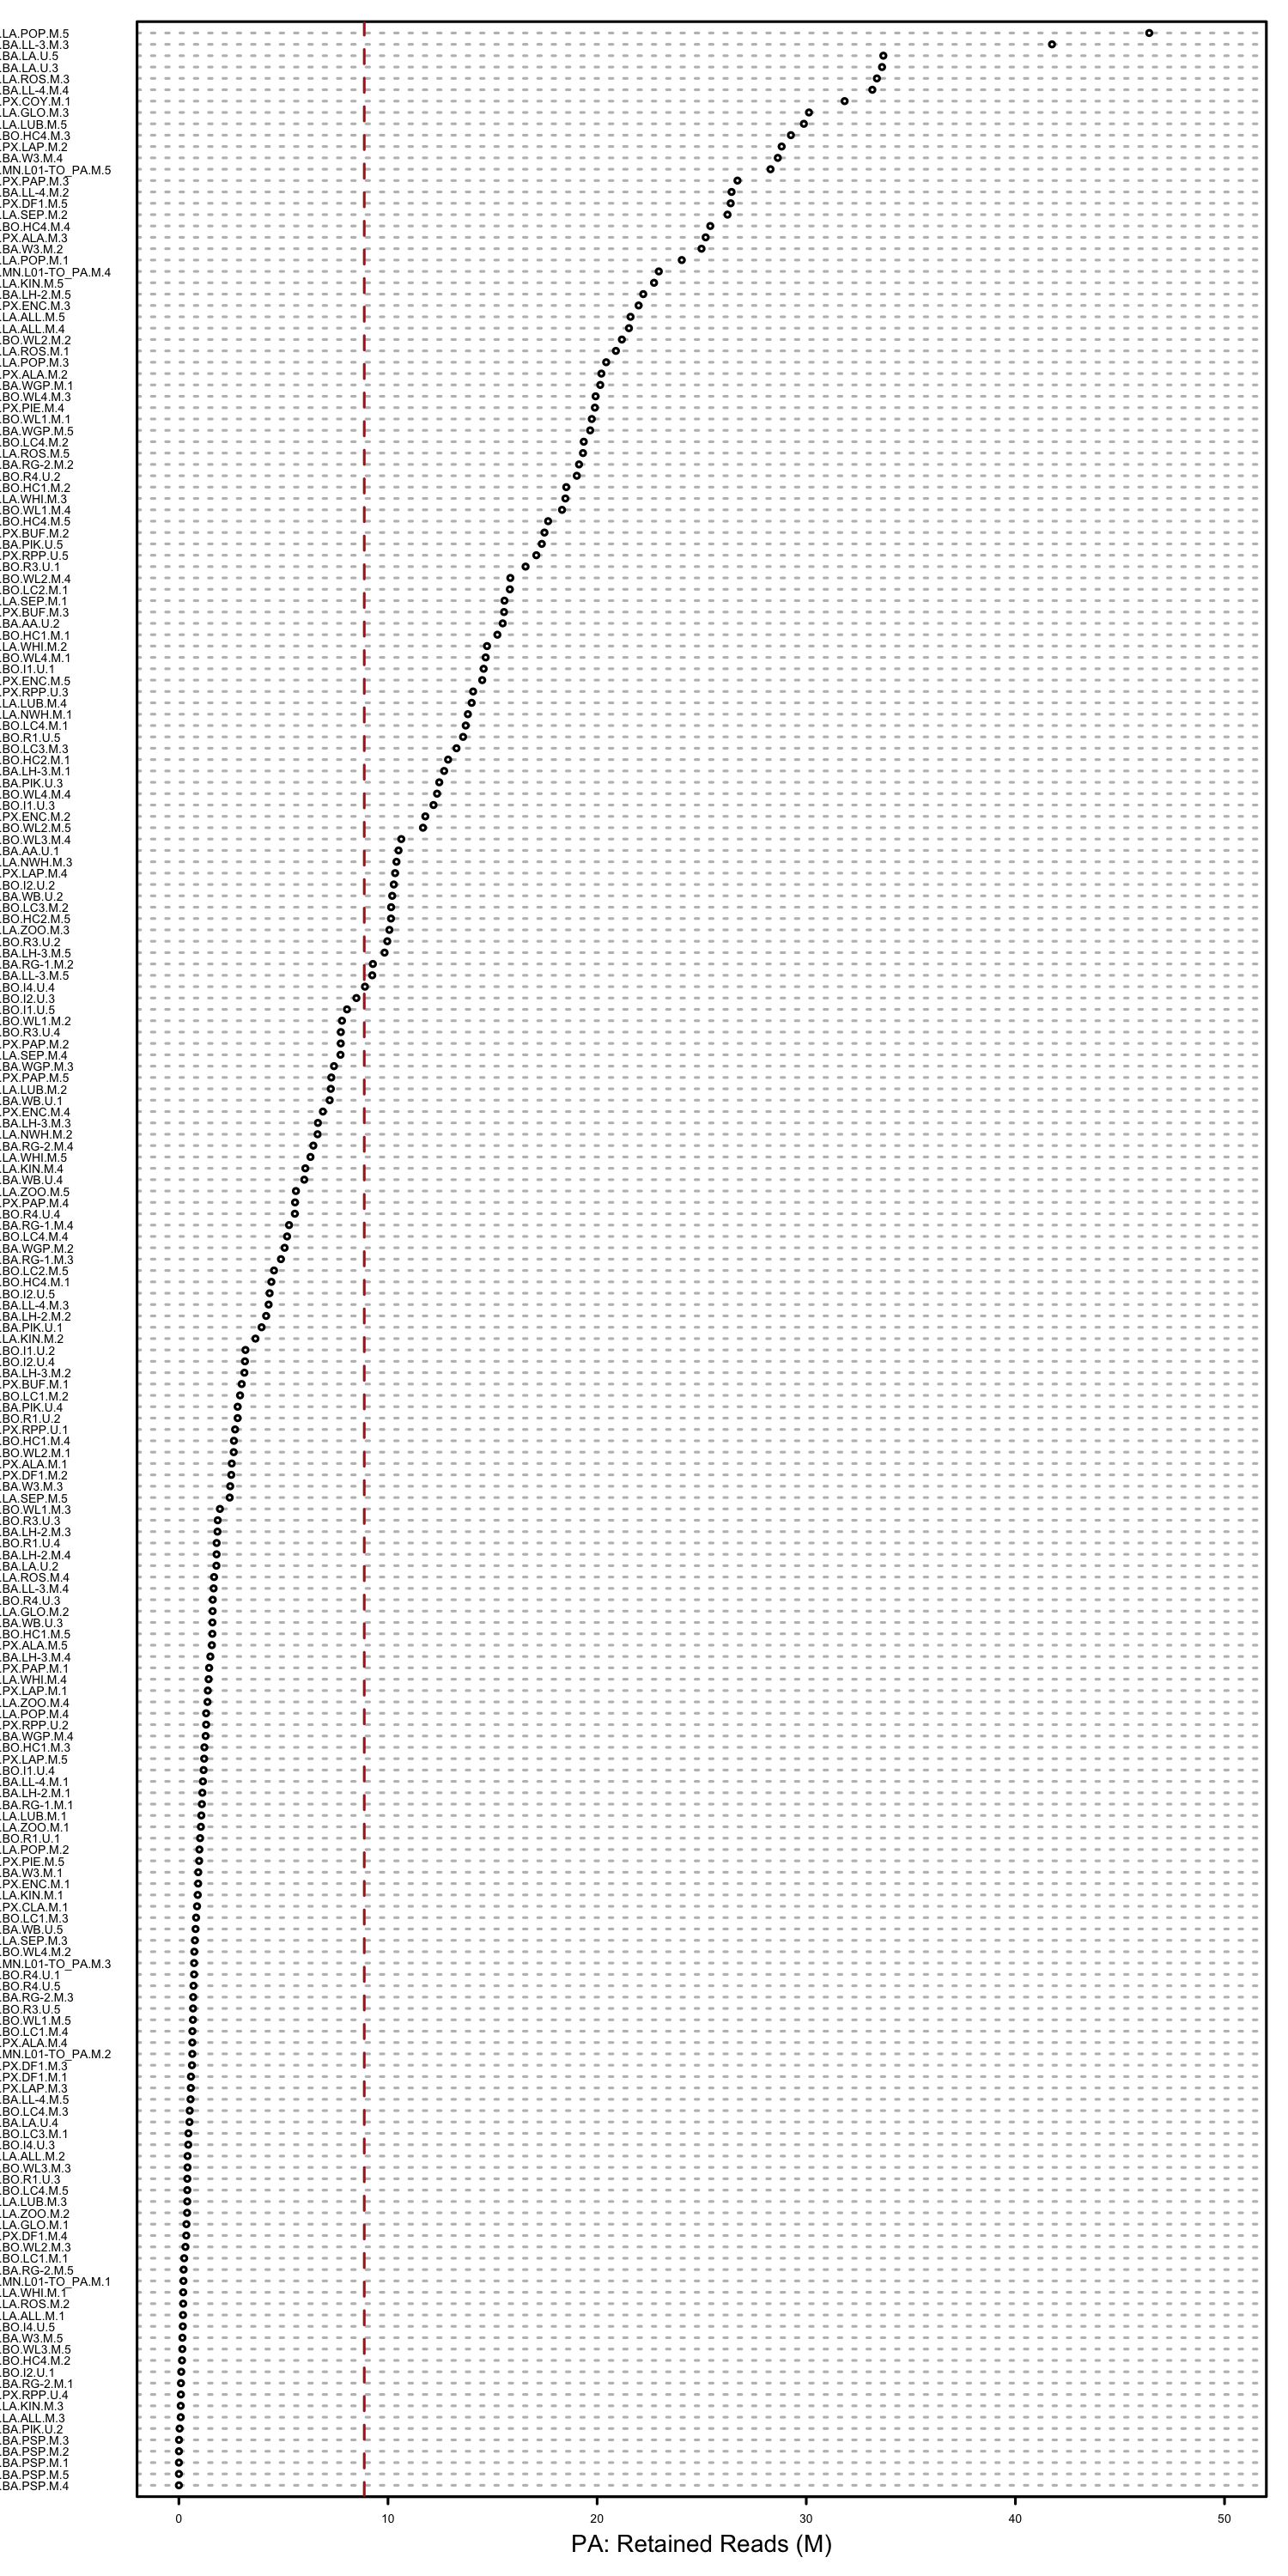 .LA.POP.M.5
.BA.LL-3.M.3
.BA.LA.U.5
.BA.LA.U.3
.LA.ROS.M.3
.BA.LL-4.M.4
.PX.COY.M.1
.LA.GLO.M.3
.LA.LUB.M.5
.BO.HC4.M.3
.PX.LAP.M.2
.BA.W3.M.4
.MN.L01-TO_PA.M.5
.PX.PAP.M.3
.BA.LL-4.M.2
.PX.DF1.M.5
.LA.SEP.M.2
.BO.HC4.M.4
.PX.ALA.M.3
.BA.W3.M.2
.LA.POP.M.1
.MN.L01-TO_PA.M.4
.LA.KIN.M.5
.BA.LH-2.M.5
.PX.ENC.M.3
.LA.ALL.M.5
.LA.ALL.M.4
.BO.WL2.M.2
.LA.ROS.M.1
.LA.POP.M.3
.PX.ALA.M.2
.BA.WGP.M.1
.BO.WL4.M.3
.PX.PIE.M.4
.BO.WL1.M.1
.BA.WGP.M.5
.BO.LC4.M.2
.LA.ROS.M.5
.BA.RG-2.M.2
.BO.R4.U.2
.BO.HC1.M.2
.LA.WHI.M.3
.BO.WL1.M.4
.BO.HC4.M.5
.PX.BUF.M.2
.BA.PIK.U.5
.PX.RPP.U.5
.BO.R3.U.1
.BO.WL2.M.4
.BO.LC2.M.1
.LA.SEP.M.1
.PX.BUF.M.3
.BA.AA.U.2
.BO.HC1.M.1
.LA.WHI.M.2
.BO.WL4.M.1
.BO.I1.U.1
.PX.ENC.M.5
.PX.RPP.U.3
.LA.LUB.M.4
.LA.NWH.M.1
.BO.LC4.M.1
.BO.R1.U.5
.BO.LC3.M.3
.BO.HC2.M.1
.BA.LH-3.M.1
.BA.PIK.U.3
.BO.WL4.M.4
.BO.I1.U.3
.PX.ENC.M.2
.BO.WL2.M.5
.BO.WL3.M.4
.BA.AA.U.1
.LA.NWH.M.3
.PX.LAP.M.4
.BO.I2.U.2
.BA.WB.U.2
.BO.LC3.M.2
.BO.HC2.M.5
.LA.ZOO.M.3
.BO.R3.U.2
.BA.LH-3.M.5
.BA.RG-1.M.2
.BA.LL-3.M.5
.BO.I4.U.4
.BO.I2.U.3
.BO.I1.U.5
.BO.WL1.M.2
.BO.R3.U.4
.PX.PAP.M.2
.LA.SEP.M.4
.BA.WGP.M.3
.PX.PAP.M.5
.LA.LUB.M.2
.BA.WB.U.1
.PX.ENC.M.4
.BA.LH-3.M.3
.LA.NWH.M.2
.BA.RG-2.M.4
.LA.WHI.M.5
.LA.KIN.M.4
.BA.WB.U.4
.LA.ZOO.M.5
.PX.PAP.M.4
.BO.R4.U.4
.BA.RG-1.M.4
.BO.LC4.M.4
.BA.WGP.M.2
.BA.RG-1.M.3
.BO.LC2.M.5
.BO.HC4.M.1
.BO.I2.U.5
.BA.LL-4.M.3
.BA.LH-2.M.2
.BA.PIK.U.1
.LA.KIN.M.2
.BO.I1.U.2
.BO.I2.U.4
.BA.LH-3.M.2
.PX.BUF.M.1
.BO.LC1.M.2
.BA.PIK.U.4
.BO.R1.U.2
.PX.RPP.U.1
.BO.HC1.M.4
.BO.WL2.M.1
.PX.ALA.M.1
.PX.DF1.M.2
.BA.W3.M.3
.LA.SEP.M.5
.BO.WL1.M.3
.BO.R3.U.3
.BA.LH-2.M.3
.BO.R1.U.4
.BA.LH-2.M.4
.BA.LA.U.2
.LA.ROS.M.4
.BA.LL-3.M.4
.BO.R4.U.3
.LA.GLO.M.2
.BA.WB.U.3
.BO.HC1.M.5
.PX.ALA.M.5
.BA.LH-3.M.4
.PX.PAP.M.1
.LA.WHI.M.4
.PX.LAP.M.1
.LA.ZOO.M.4
.LA.POP.M.4
.PX.RPP.U.2
.BA.WGP.M.4
.BO.HC1.M.3
.PX.LAP.M.5
.BO.I1.U.4
.BA.LL-4.M.1
.BA.LH-2.M.1
.BA.RG-1.M.1
.LA.LUB.M.1
.LA.ZOO.M.1
.BO.R1.U.1
.LA.POP.M.2
.PX.PIE.M.5
.BA.W3.M.1
.PX.ENC.M.1
.LA.KIN.M.1
.PX.CLA.M.1
.BO.LC1.M.3
.BA.WB.U.5
.LA.SEP.M.3
.BO.WL4.M.2
.MN.L01-TO_PA.M.3
.BO.R4.U.1
.BO.R4.U.5
.BA.RG-2.M.3
.BO.R3.U.5
.BO.WL1.M.5
.BO.LC1.M.4
.PX.ALA.M.4
.MN.L01-TO_PA.M.2
.PX.DF1.M.3
.PX.DF1.M.1
.PX.LAP.M.3
.BA.LL-4.M.5
.BO.LC4.M.3
.BA.LA.U.4
.BO.LC3.M.1
.BO.I4.U.3
.LA.ALL.M.2
.BO.WL3.M.3
.BO.R1.U.3
.BO.LC4.M.5
.LA.LUB.M.3
.LA.ZOO.M.2
.LA.GLO.M.1
.PX.DF1.M.4
.BO.WL2.M.3
.BO.LC1.M.1
.BA.RG-2.M.5
.MN.L01-TO_PA.M.1
.LA.WHI.M.1
.LA.ROS.M.2
.LA.ALL.M.1
.BO.I4.U.5
.BA.W3.M.5
.BO.WL3.M.5
.BO.HC4.M.2
.BO.I2.U.1
.BA.RG-2.M.1
.PX.RPP.U.4
.LA.KIN.M.3
.LA.ALL.M.3
.BA.PIK.U.2
.BA.PSP.M.3
.BA.PSP.M.2
.BA.PSP.M.1
.BA.PSP.M.5
.BA.PSP.M.4
0 10 20 30 40 50
PA: Retained Reads (M)